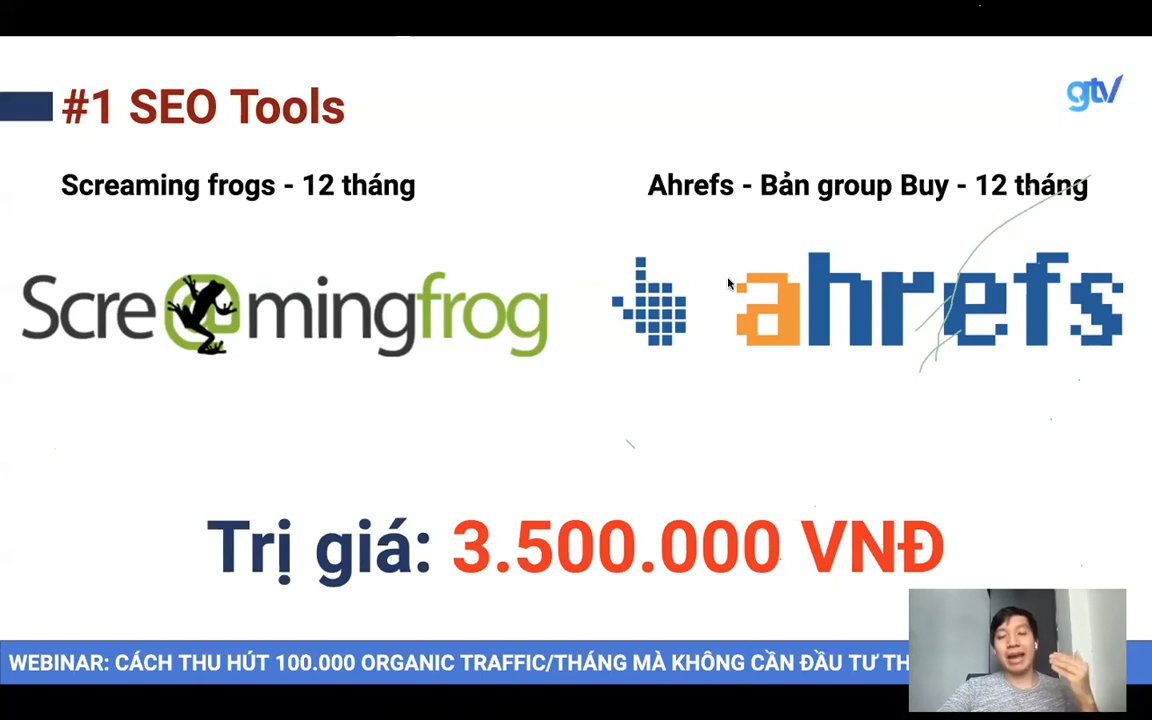 #1 SEO Tools
gtv
Screaming frogs - 12 tháng
Ahrefs - Bản group Buy - 12 tháng
Screamingfrog
ahrefs
Trị giá: 3.500.000 VNĐ
WEBINAR: CÁCH THU HÚT 100.000 ORGANIC TRAFFIC/THÁNG MÀ KHÔNG CẦN ĐẦU TƯ TH